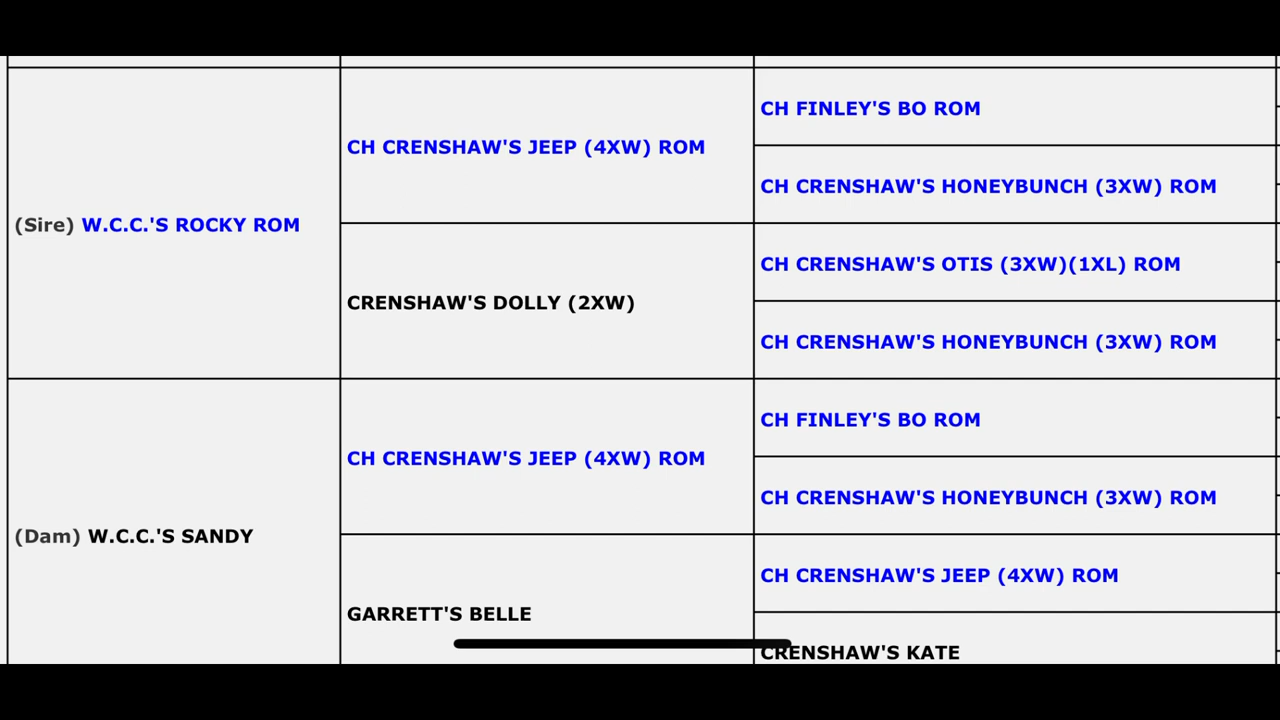 CH FINLEY'S BO ROM
CH CRENSHAW'S JEEP (4XW) ROM
CH CRENSHAW'S HONEYBUNCH (3XW) ROM
(Sire) W.C.C.'S ROCKY ROM
CH CRENSHAW'S OTIS (3XW)(1XL) ROM
CRENSHAW'S DOLLY (2XW)
CH CRENSHAW'S HONEYBUNCH (3XW) ROM
CH FINLEY'S BO ROM
CH CRENSHAW'S JEEP (4XW) ROM
CH CRENSHAW'S HONEYBUNCH (3XW) ROM
(Dam) W.C.C.'S SANDY
CH CRENSHAW'S JEEP (4XW) ROM
GARRETT'S BELLE
CRENSHAW'S KATE